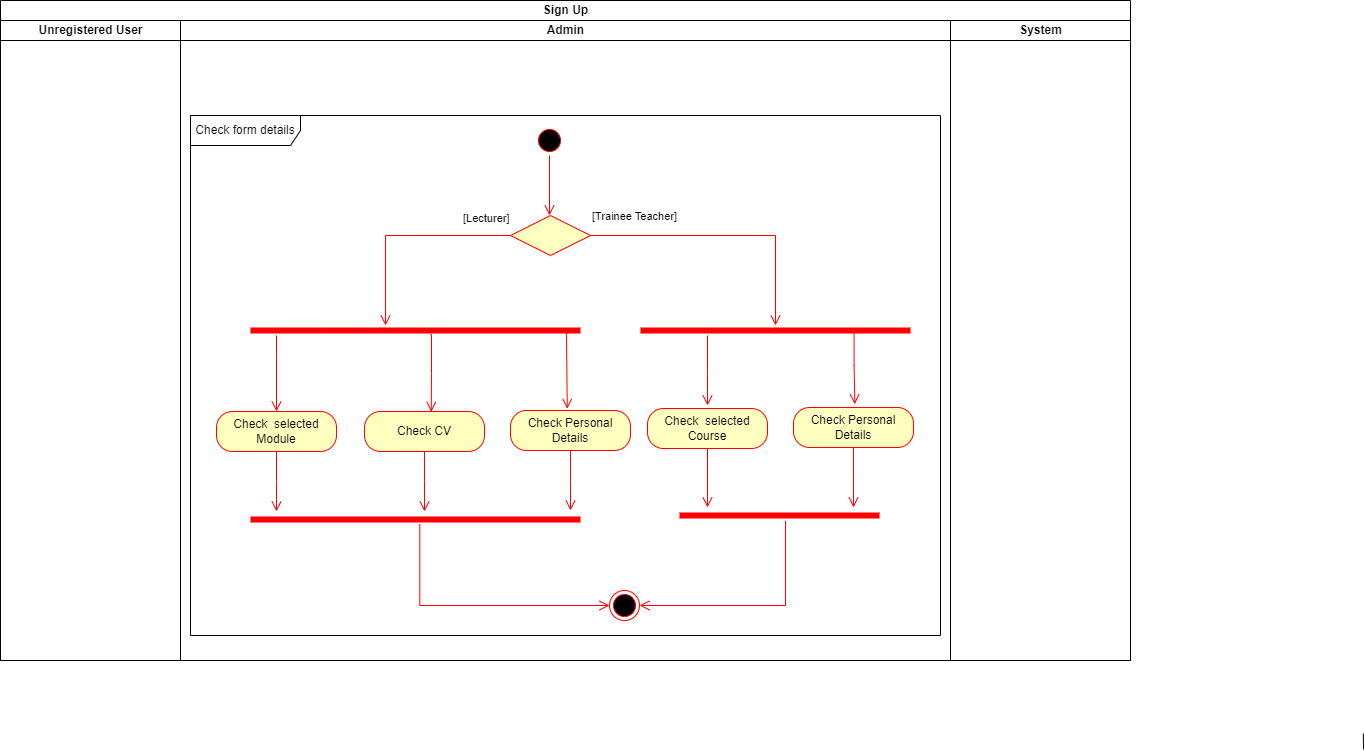 Sign Up
Unregistered User
Admin
System
Check form details
[Lecturer]
[Trainee Teacher]
Check selected
Module
Check CV
Check Personal
Details
Check selected
Course
Check Personal
Details